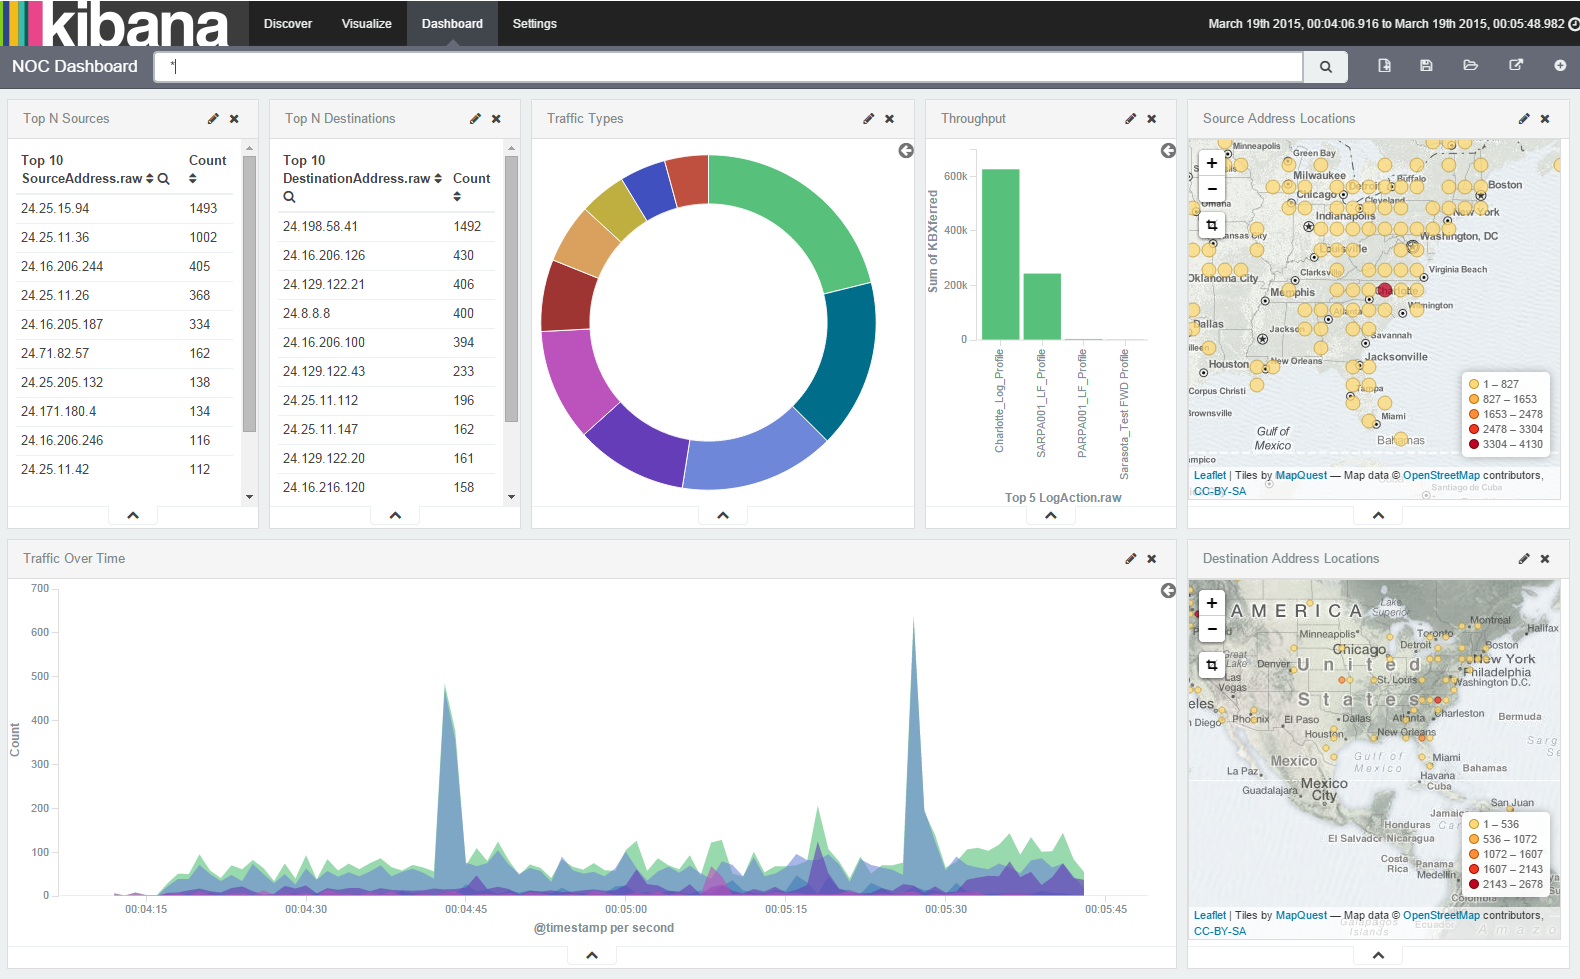 kibana
Discover Visualize Dashboard Settings
March 19th 2015, 00:04:06.916 to March 19th 2015, 00:05:48.982
NOC Dashboard
*
Top N Sources
Top 10
SourceAddress.raw
Count
24.25.15.94 1493
24.25.11.36 1002
24.16.206.244 405
24.25.11.26 368
24.16.205.187 334
24.71.82.57 162
24.25.205.132 138
24.171.180.4 134
24.16.206.246 116
24.25.11.42 112
Top N Destinations
Top 10
DestinationAddress.raw
Count
24.198.58.41 1492
24.16.206.126 430
24.129.122.21 406
24.8.8.8 400
24.16.206.100 394
24.129.122.43 233
24.25.11.112 196
24.25.11.147 162
24.129.122.20 161
24.16.216.120 158
Traffic Types
Throughput
Sum of KBXferred
600k
400k
200k
0
Charlotte_Log_Profile
SARPA001_LF_Profile
PARPA001_LF_Profile
Sarasota_Test FWD Profile
Top 5 LogAction.raw
Source Address Locations
+
−
Minneapolis
Green Bay
Milwaukee
Buffalo
Detroit
Boston
Chicago
Cleveland
Omaha
New York
Indianapolis
Kansas City
Washington, DC
Louisville
Virginia Beach
Clarksville
Oklahoma City
Memphis
Charlotte
Wilmington
Atlanta
Dallas
Jackson
Savannah
Jacksonville
New Orleans
Houston
Corpus Christi
Tampa
Brownsville
Miami
Gulf of
Mexico
Bahamas
Santiago de Cuba
1 – 827
827 – 1653
1653 – 2478
2478 – 3304
3304 – 4130
Leaflet | Tiles by MapQuest — Map data © OpenStreetMap contributors,
CC-BY-SA
Traffic Over Time
Count
700
600
500
400
300
200
100
0
00:04:15 00:04:30 00:04:45 00:05:00 00:05:15 00:05:30 00:05:45
@timestamp per second
Destination Address Locations
+
−
AMERICA
Lake
Superior
Montreal
Halifax
Minneapolis
Toronto
Chicago
Detroit
Boston
Great
Lake
Denver
United
New York
Philadelphia
St. Louis
Washington D.C.
Las
Vegas
States
Phoenix
El Paso
Dallas
Atlanta
Charleston
Bermuda
Houston
New Orleans
Gulf of
Mexico
Mexico
Miami
Bahamas
La Paz
Havana
Cuba
Guadalajara
Mexico
City
San Juan
Honduras
El Salvador
Nicaragua
Costa
Rica
Panama
Medellin
Colombia
Galapagos
Islands
Ecuador
1 – 536
536 – 1072
1072 – 1607
1607 – 2143
2143 – 2678
Leaflet | Tiles by MapQuest — Map data © OpenStreetMap contributors,
CC-BY-SA